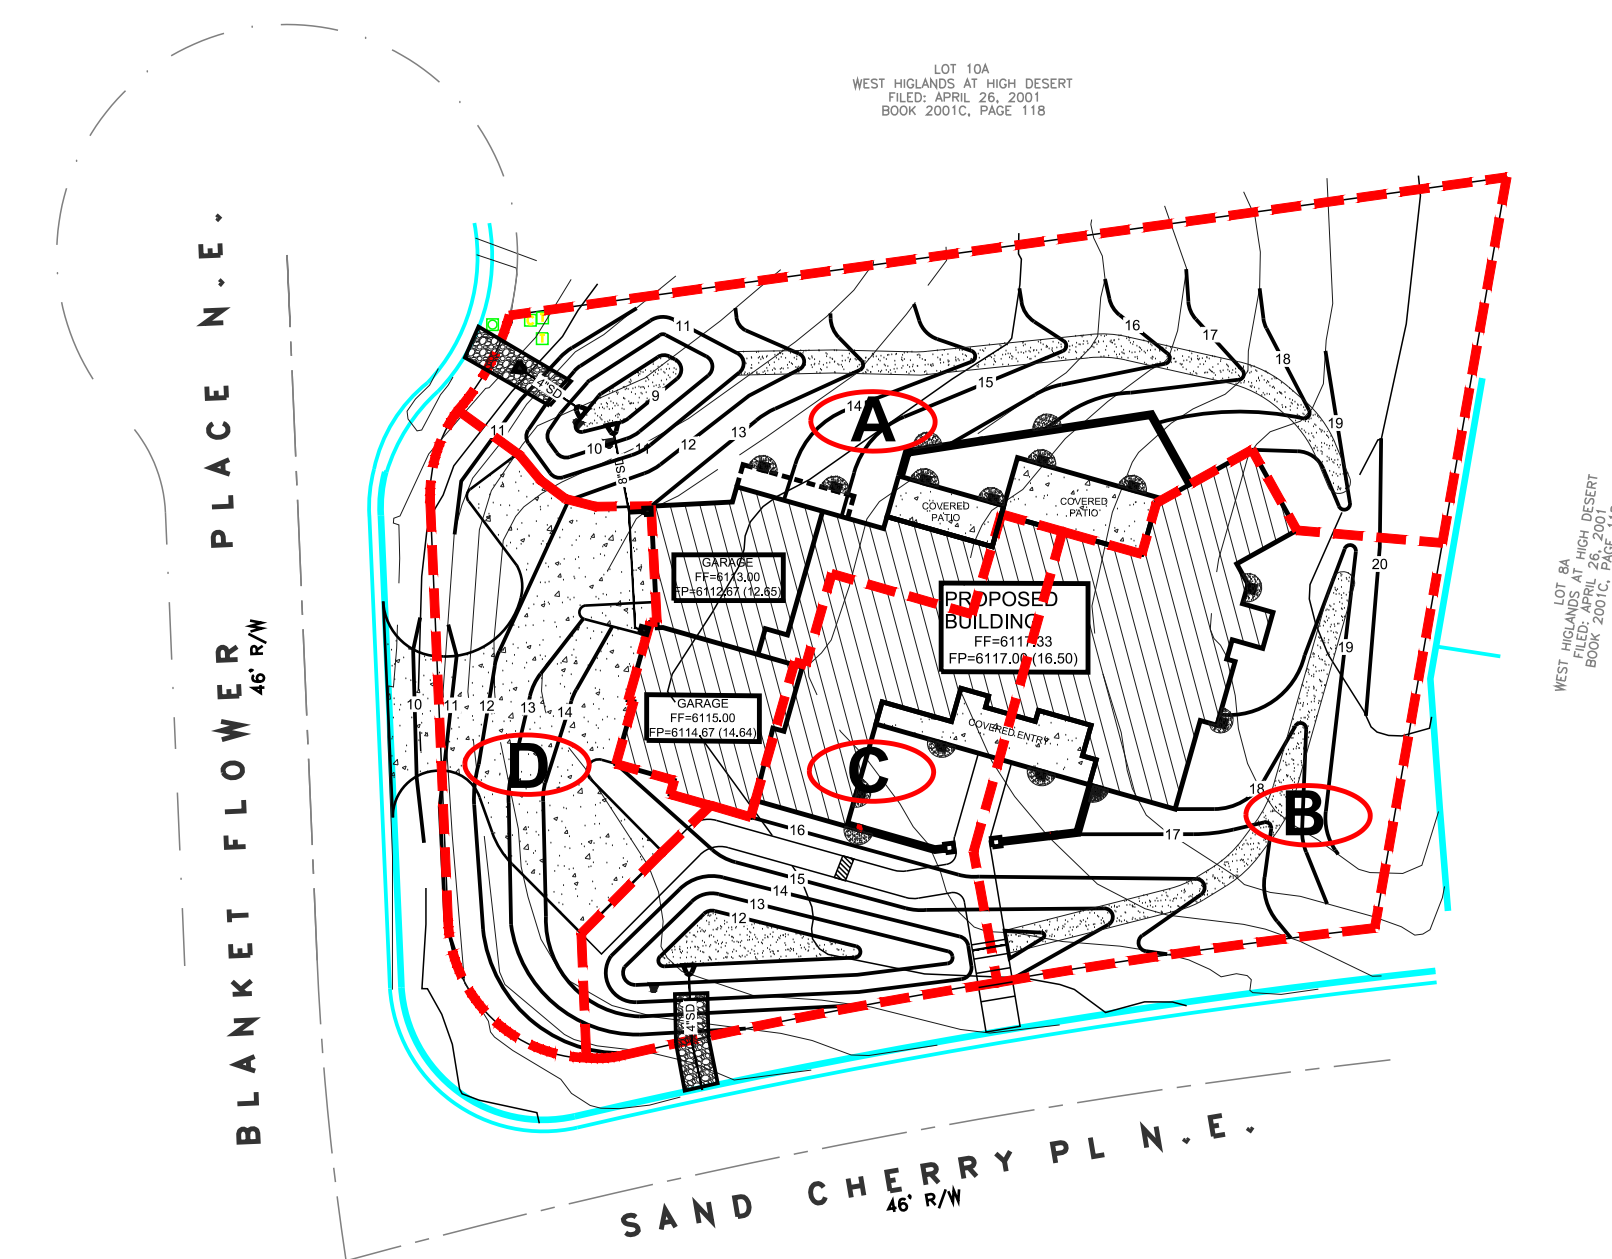 LOT 10A
WEST HIGLANDS AT HIGH DESERT
FILED: APRIL 26, 2001
BOOK 2001C, PAGE 118
BLANKET FLOWER PLACE N.E.
46' R/W
SAND CHERRY PL N.E.
46' R/W
LOT 8A
WEST HIGLANDS AT HIGH DESERT
FILED: APRIL 26, 2001
BOOK 2001C, PAGE
A
B
C
D
11
16
17
18
15
14
9
4"SD
11
10
11
12
13
8"SD
19
20
19
COVERED
PATIO
COVERED
PATIO
GARAGE
FF=6113.00
FP=6112.67 (12.65)
PROPOSED
BUILDING
FF=6117.33
FP=6117.00 (16.50)
GARAGE
FF=6115.00
FP=6114.67 (14.64)
COVERED ENTRY
10
11
12
13
14
18
17
16
15
14
13
12
4"SD